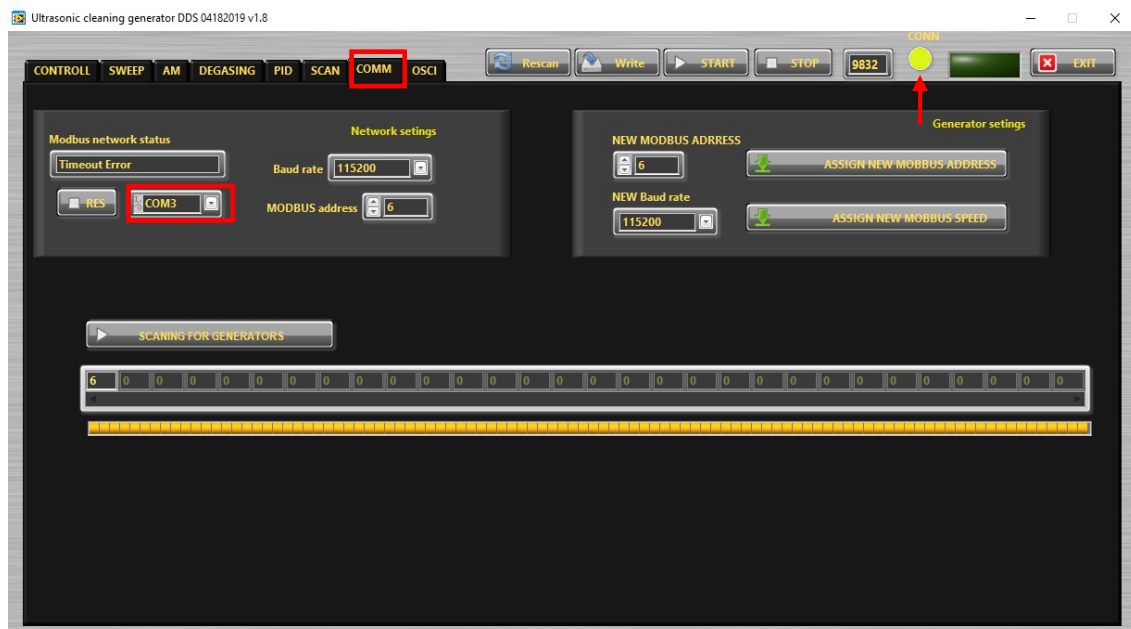 Ultrasonic cleaning generator DDS 04182019 v1.8
CONN
CONTROLL SWEEP AM DEGASING PID SCAN COMM OSCI
Rescan Write START STOP 9832 EXIT
Modbus network status
Network setings
Timeout Error
Baud rate 115200
RES COM3
MODBUS address 6
Generator setings
NEW MODBUS ADRRESS
6 ASSIGN NEW MOBBUS ADDRESS
NEW Baud rate
115200 ASSIGN NEW MOBBUS SPEED
SCANING FOR GENERATORS
6 0 0 0 0 0 0 0 0 0 0 0 0 0 0 0 0 0 0 0 0 0 0 0 0 0 0 0 0 0